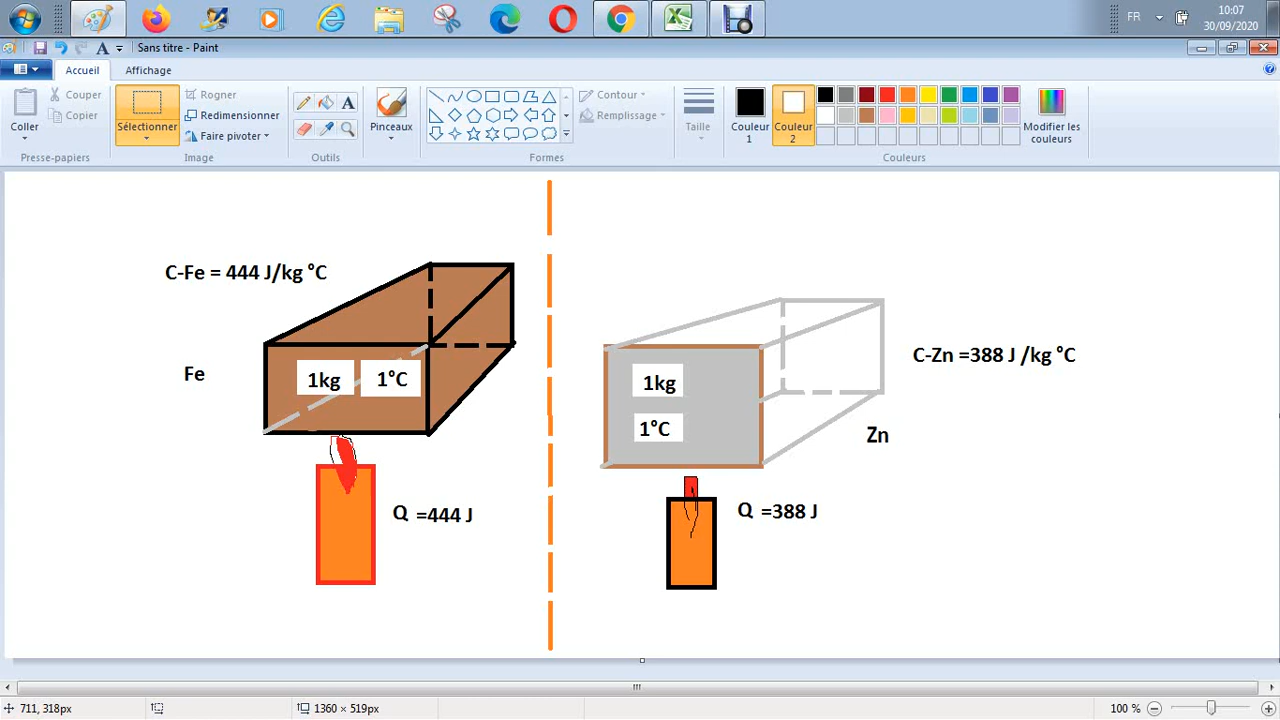 FR
10:07
30/09/2020
Sans titre - Paint
Accueil
Affichage
Coller
Couper
Copier
Presse-papiers
Sélectionner
Rogner
Redimensionner
Faire pivoter
Image
A
Outils
Pinceaux
Contour
Remplissage
Formes
Taille
Couleur
1
Couleur
2
Modifier les
couleurs
Couleurs
C-Fe = 444 J/kg °C
Fe
1kg
1°C
Q =444 J
1kg
1°C
C-Zn =388 J /kg °C
Zn
Q =388 J
711, 318px
1360 × 519px
100 %